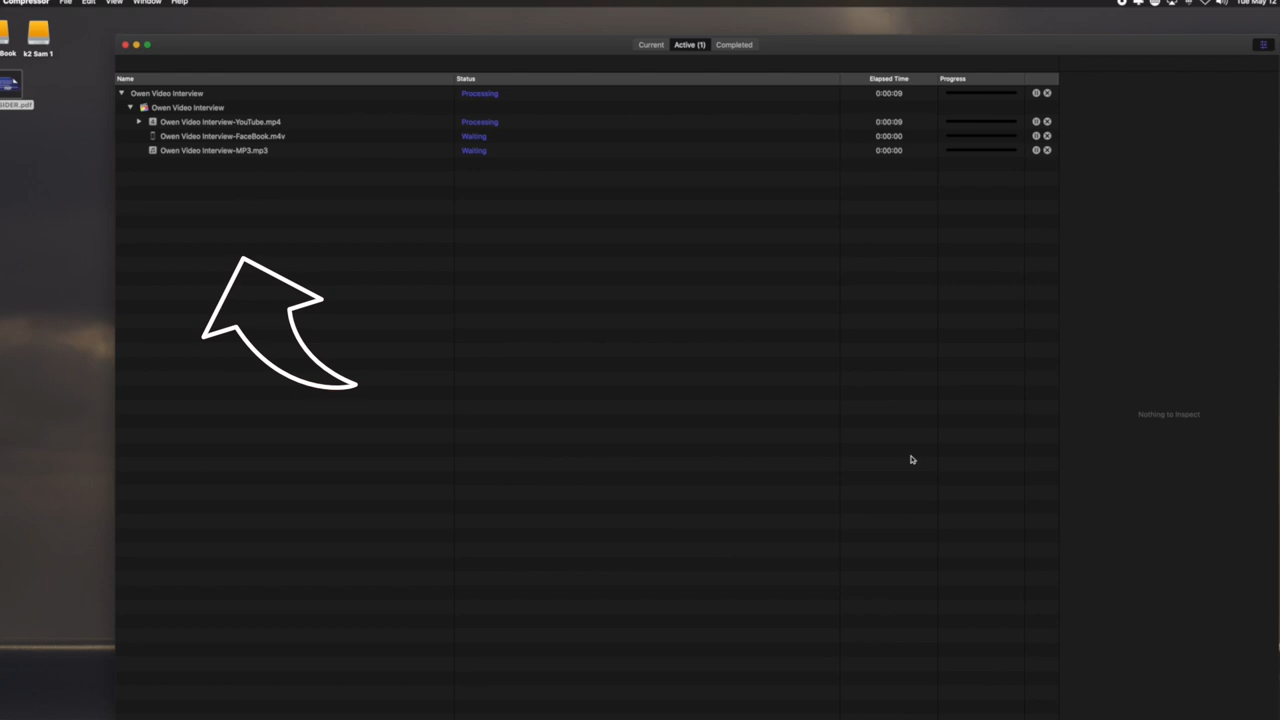 Compressor File Edit View Window Help Tue May 12
Book k2 Sam 1
SIDER.pdf
Current Active (1) Completed
Name Status Elapsed Time Progress
Owen Video Interview Processing 0:00:09
Owen Video Interview
Owen Video Interview-YouTube.mp4 Processing 0:00:09
Owen Video Interview-FaceBook.m4v Waiting 0:00:00
Owen Video Interview-MP3.mp3 Waiting 0:00:00
Nothing to Inspect